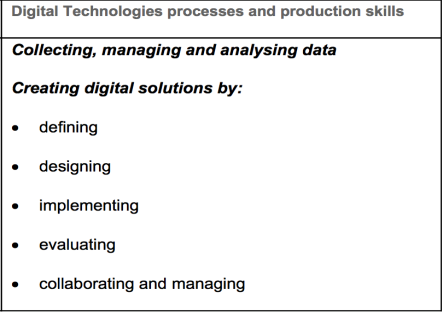 Digital Technologies processes and production skills
Collecting, managing and analysing data
Creating digital solutions by:
• defining
• designing
• implementing
• evaluating
• collaborating and managing